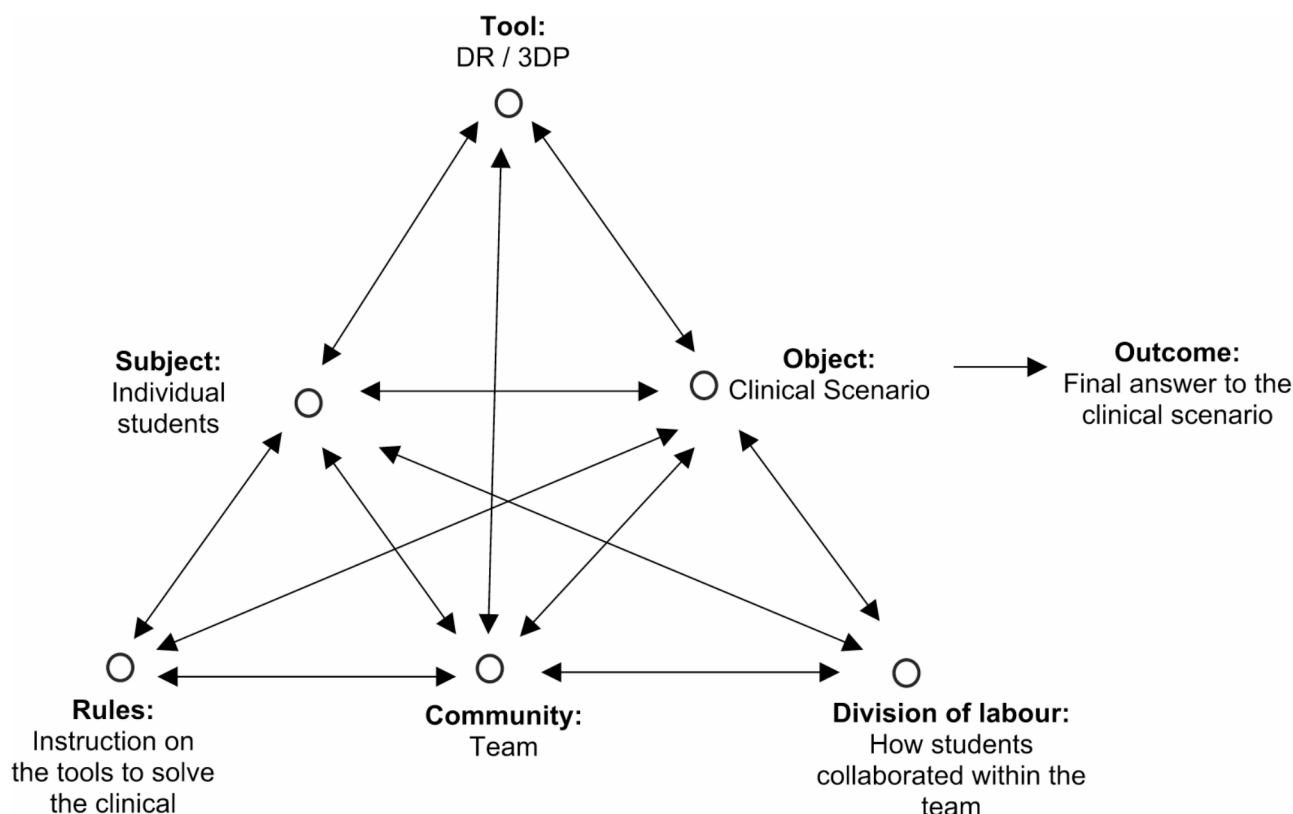 Tool:
DR / 3DP
Subject:
Individual
students
Object:
Clinical Scenario
Outcome:
Final answer to the
clinical scenario
Rules:
Instruction on
the tools to solve
the clinical
Community:
Team
Division of labour:
How students
collaborated within the
team